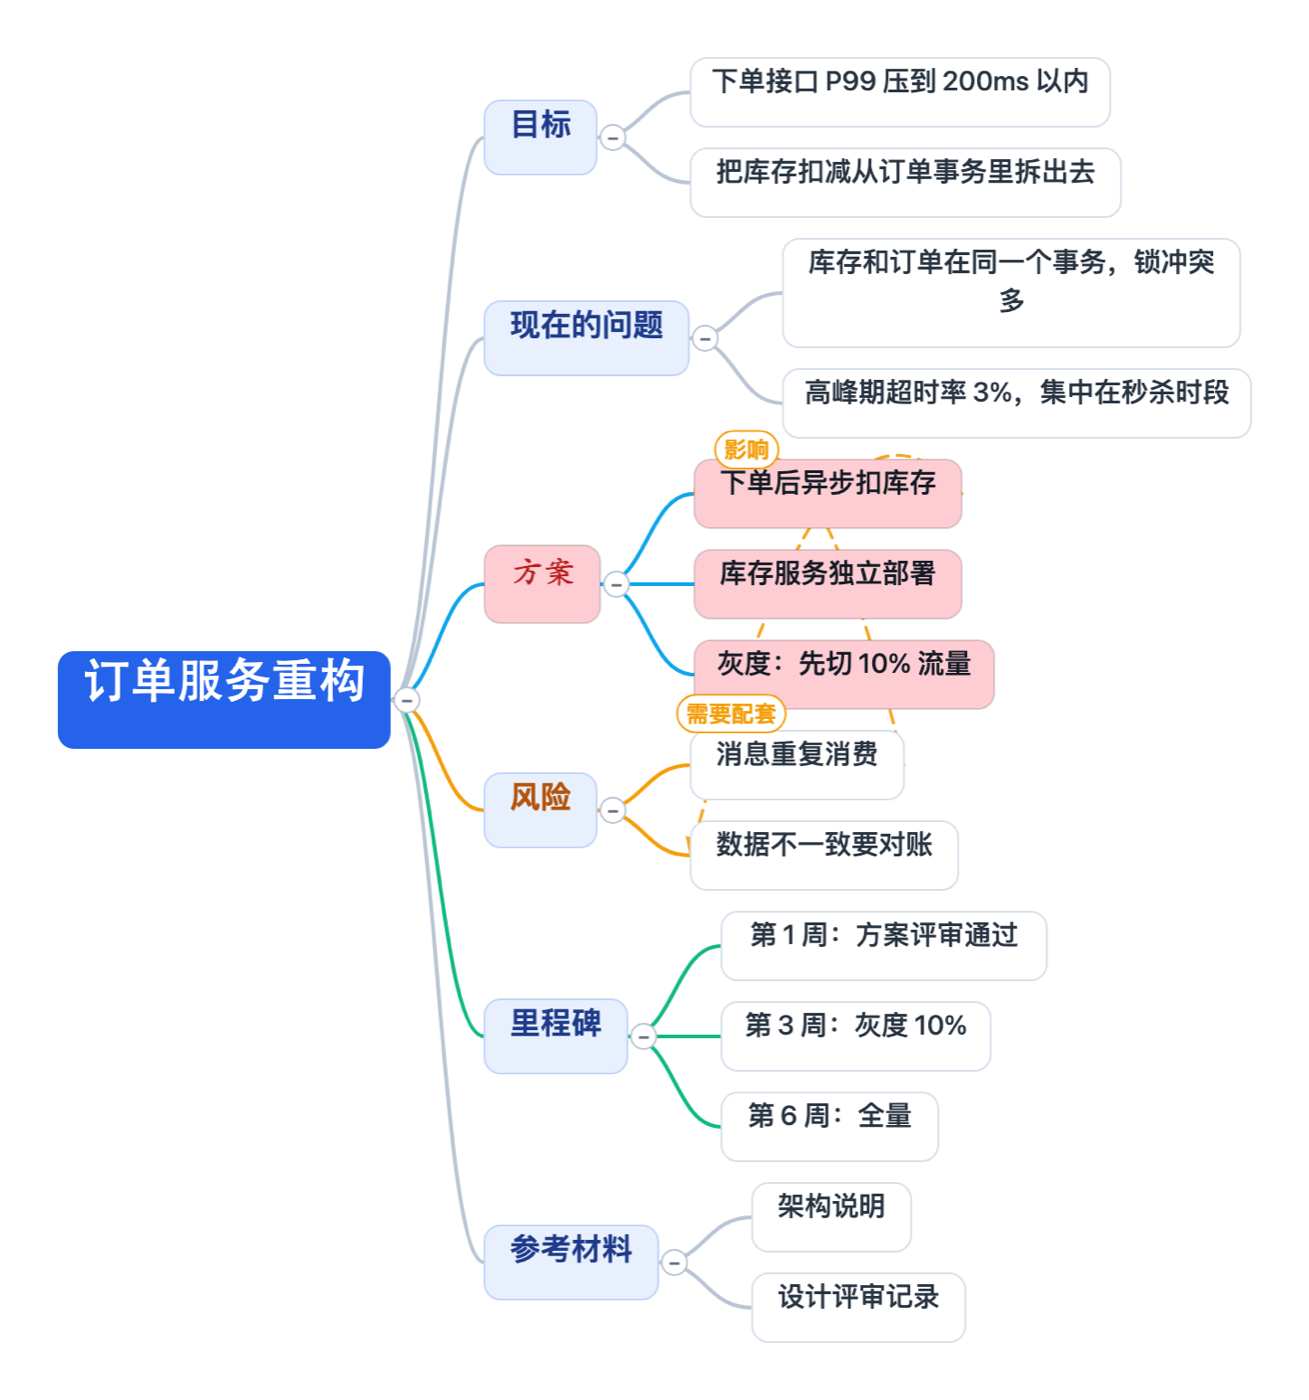 订单服务重构
目标
下单接口 P99 压到 200ms 以内
把库存扣减从订单事务里拆出去
现在的问题
库存和订单在同一个事务，锁冲突
多
高峰期超时率 3%，集中在秒杀时段
方案
影响
下单后异步扣库存
库存服务独立部署
灰度：先切 10% 流量
风险
需要配套
消息重复消费
数据不一致要对账
里程碑
第 1 周：方案评审通过
第 3 周：灰度 10%
第 6 周：全量
参考材料
架构说明
设计评审记录